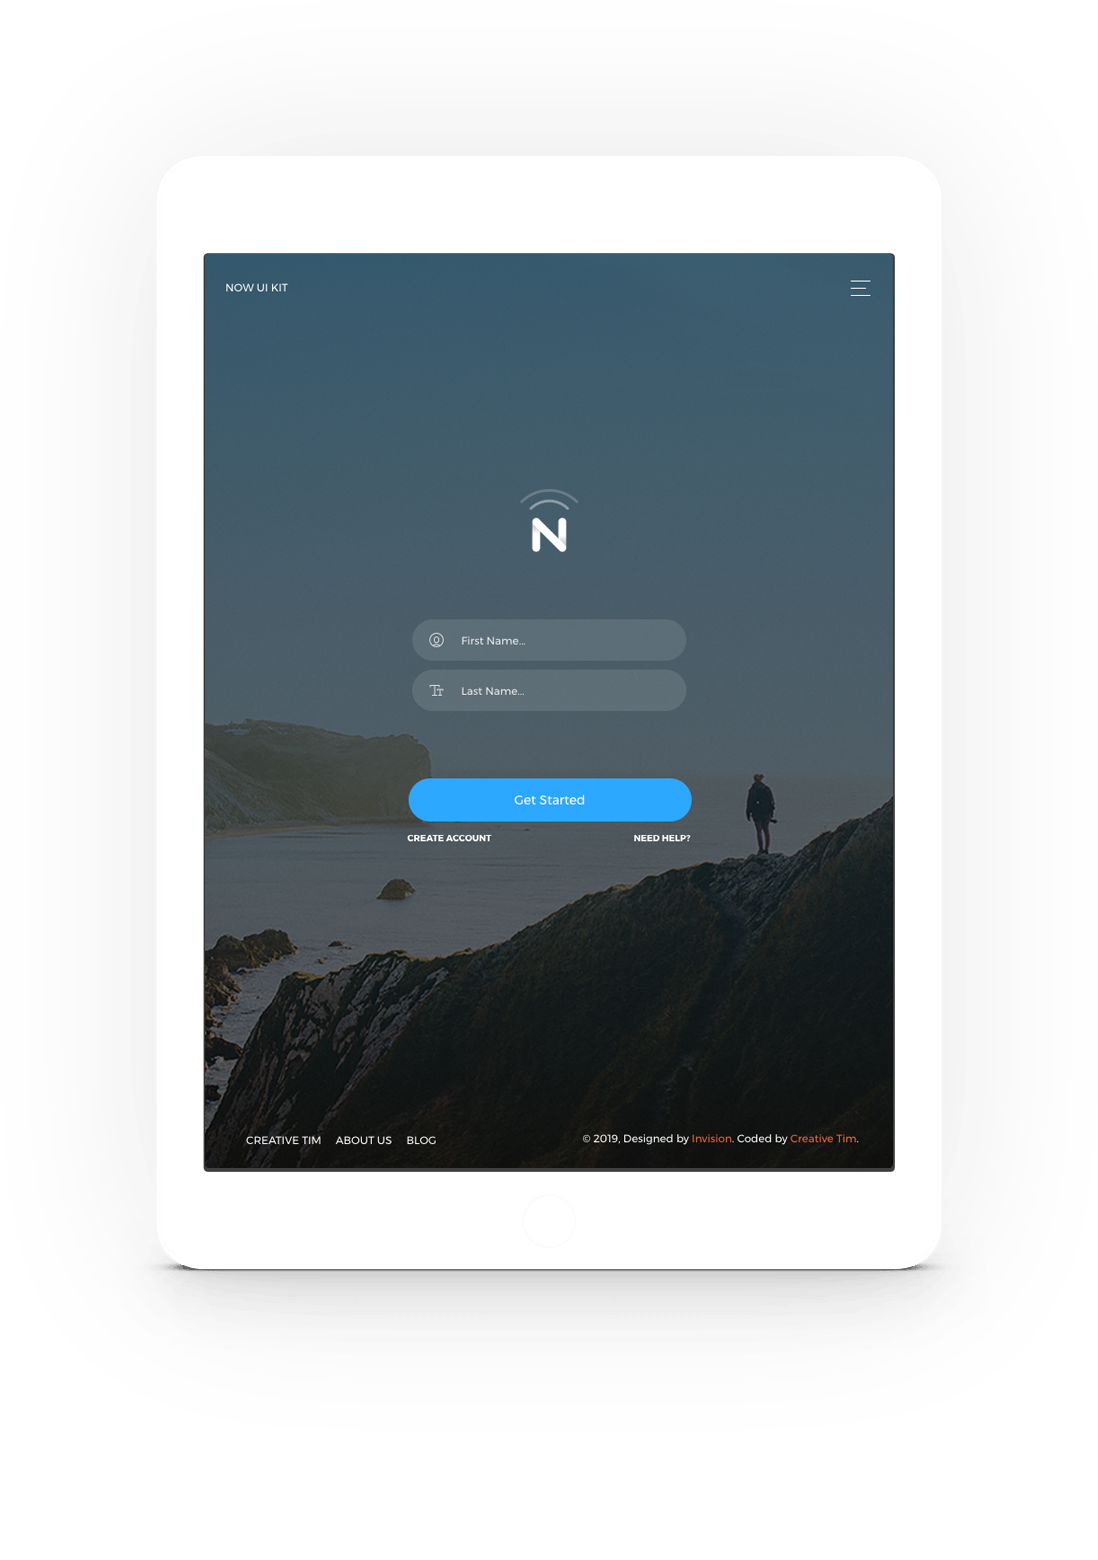 NOW UI KIT
N
First Name...
Last Name...
Get Started
CREATE ACCOUNT NEED HELP?
CREATIVE TIM ABOUT US BLOG © 2019, Designed by Invision. Coded by Creative Tim.